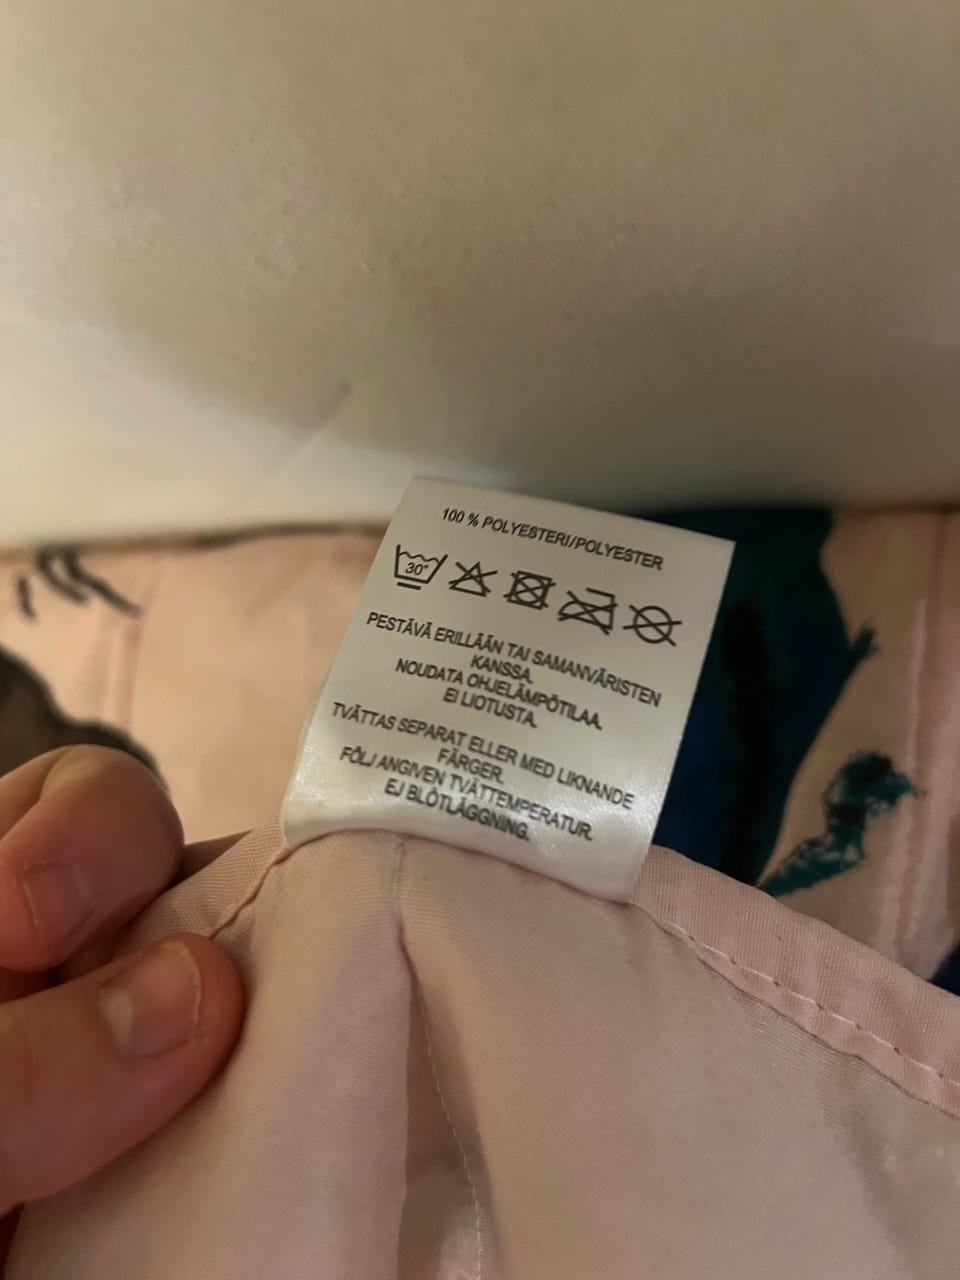 100 % POLYESTERI/POLYESTER
30°
PESTÄVÄ ERILLÄÄN TAI SAMANVÄRISTEN
KANSSA.
NOUDATA OHJELÄMPÖTILAA.
EI LIOTUSTA.
TVÄTTAS SEPARAT ELLER MED LIKNANDE
FÄRGER.
FÖLJ ANGIVEN TVÄTTEMPERATUR.
EJ BLÖTLÄGGNING.